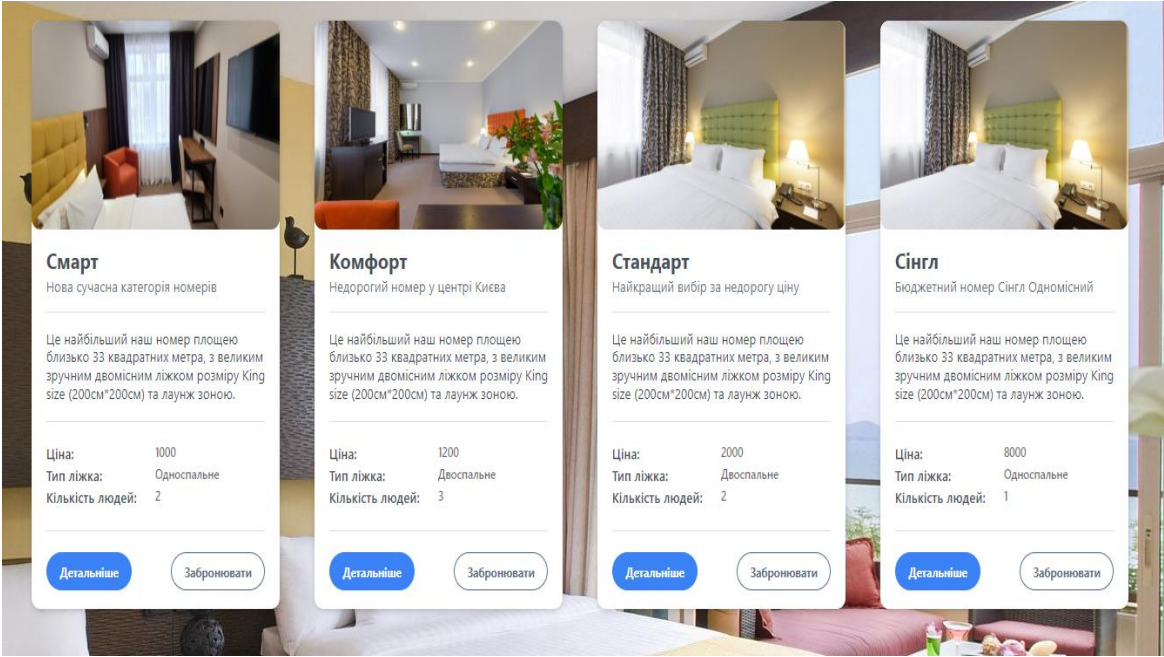 Смарт
Нова сучасна категорія номерів
Це найбільший наш номер площею
близько 33 квадратних метра, з великим
зручним двомісним ліжком розміру King
size (200см*200см) та лаунж зоною.
Ціна: 1000
Тип ліжка: Односпальне
Кількість людей: 2
Детальніше Забронювати
Комфорт
Недорогий номер у центрі Києва
Це найбільший наш номер площею
близько 33 квадратних метра, з великим
зручним двомісним ліжком розміру King
size (200см*200см) та лаунж зоною.
Ціна: 1200
Тип ліжка: Двоспальне
Кількість людей: 3
Детальніше Забронювати
Стандарт
Найкращий вибір за недорогу ціну
Це найбільший наш номер площею
близько 33 квадратних метра, з великим
зручним двомісним ліжком розміру King
size (200см*200см) та лаунж зоною.
Ціна: 2000
Тип ліжка: Двоспальне
Кількість людей: 2
Детальніше Забронювати
Сінгл
Бюджетний номер Сінгл Одномісний
Це найбільший наш номер площею
близько 33 квадратних метра, з великим
зручним двомісним ліжком розміру King
size (200см*200см) та лаунж зоною.
Ціна: 8000
Тип ліжка: Односпальне
Кількість людей: 1
Детальніше Забронювати